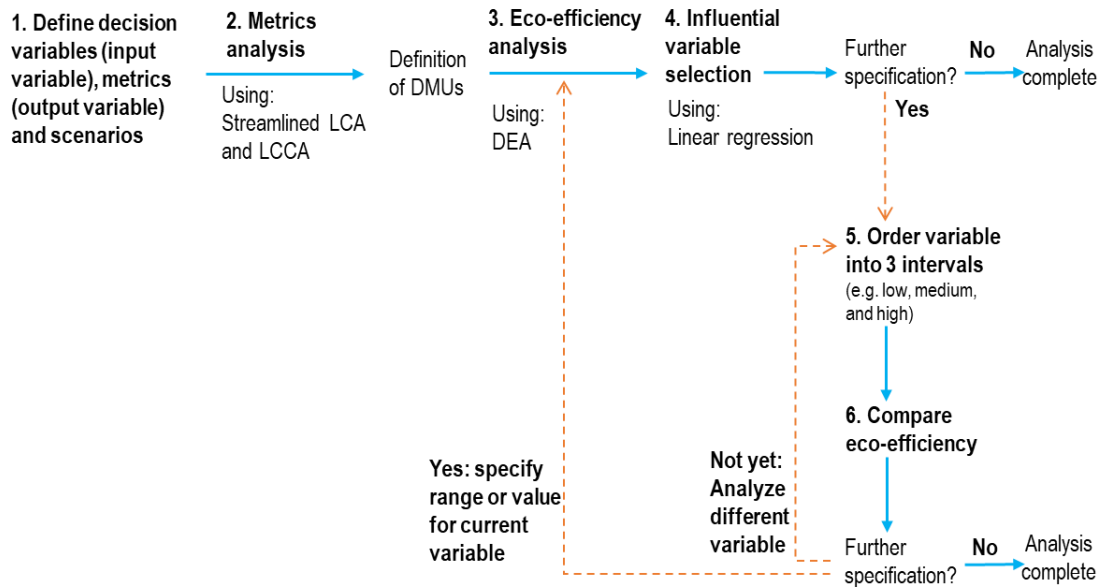 1. Define decision
variables (input
variable), metrics
(output variable)
and scenarios
2. Metrics
analysis
Using:
Streamlined LCA
and LCCA
Definition
of DMUs
3. Eco-efficiency
analysis
Using:
DEA
4. Influential
variable
selection
Using:
Linear regression
Further
specification?
No
Analysis
complete
Yes
5. Order variable
into 3 intervals
(e.g. low, medium,
and high)
6. Compare
eco-efficiency
Yes: specify
range or value
for current
variable
Not yet:
Analyze
different
variable
Further
specification?
No
Analysis
complete